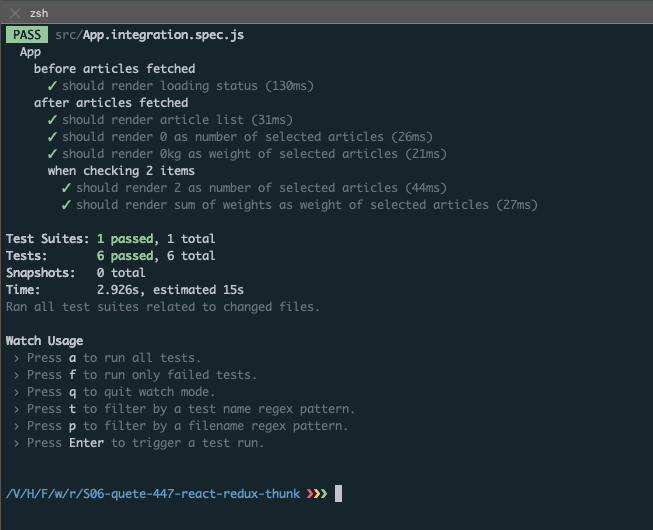 zsh
PASS src/App.integration.spec.js
App
before articles fetched
✓ should render loading status (130ms)
after articles fetched
✓ should render article list (31ms)
✓ should render 0 as number of selected articles (26ms)
✓ should render 0kg as weight of selected articles (21ms)
when checking 2 items
✓ should render 2 as number of selected articles (44ms)
✓ should render sum of weights as weight of selected articles (27ms)
Test Suites: 1 passed, 1 total
Tests: 6 passed, 6 total
Snapshots: 0 total
Time: 2.926s, estimated 15s
Ran all test suites related to changed files.
Watch Usage
› Press a to run all tests.
› Press f to run only failed tests.
› Press q to quit watch mode.
› Press t to filter by a test name regex pattern.
› Press p to filter by a filename regex pattern.
› Press Enter to trigger a test run.
/V/H/F/w/r/S06-quete-447-react-redux-thunk ❯❯❯